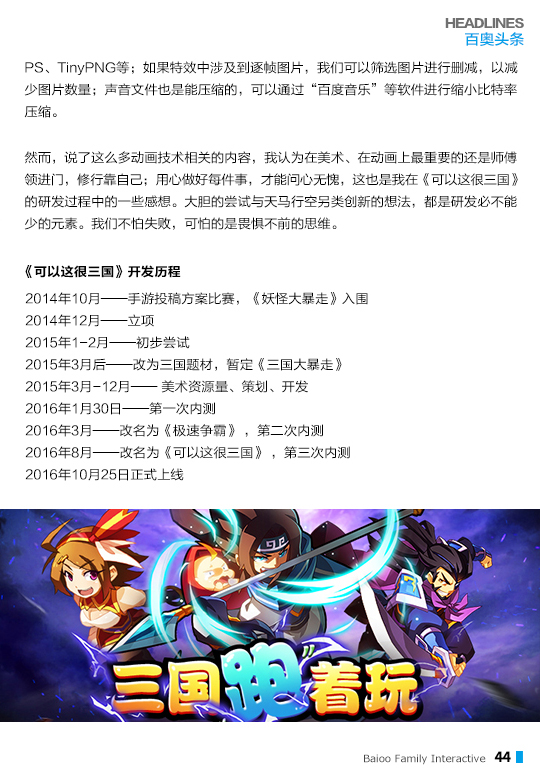 HEADLINES
百奥头条
PS、TinyPNG等；如果特效中涉及到逐帧图片，我们可以筛选图片进行删减，以减
少图片数量；声音文件也是能压缩的，可以通过“百度音乐”等软件进行缩小比特率
压缩。
然而，说了这么多动画技术相关的内容，我认为在美术、在动画上最重要的还是师傅
领进门，修行靠自己；用心做好每件事，才能问心无愧，这也是我在《可以这很三国》
的研发过程中的一些感想。大胆的尝试与天马行空另类创新的想法，都是研发必不能
少的元素。我们不怕失败，可怕的是畏惧不前的思维。
《可以这很三国》开发历程
2014年10月——手游投稿方案比赛，《妖怪大暴走》入围
2014年12月——立项
2015年1-2月——初步尝试
2015年3月后——改为三国题材，暂定《三国大暴走》
2015年3月-12月—— 美术资源量、策划、开发
2016年1月30日——第一次内测
2016年3月——改名为《极速争霸》，第二次内测
2016年8月——改名为《可以这很三国》，第三次内测
2016年10月25日正式上线
三国跑着玩
Baioo Family Interactive 44